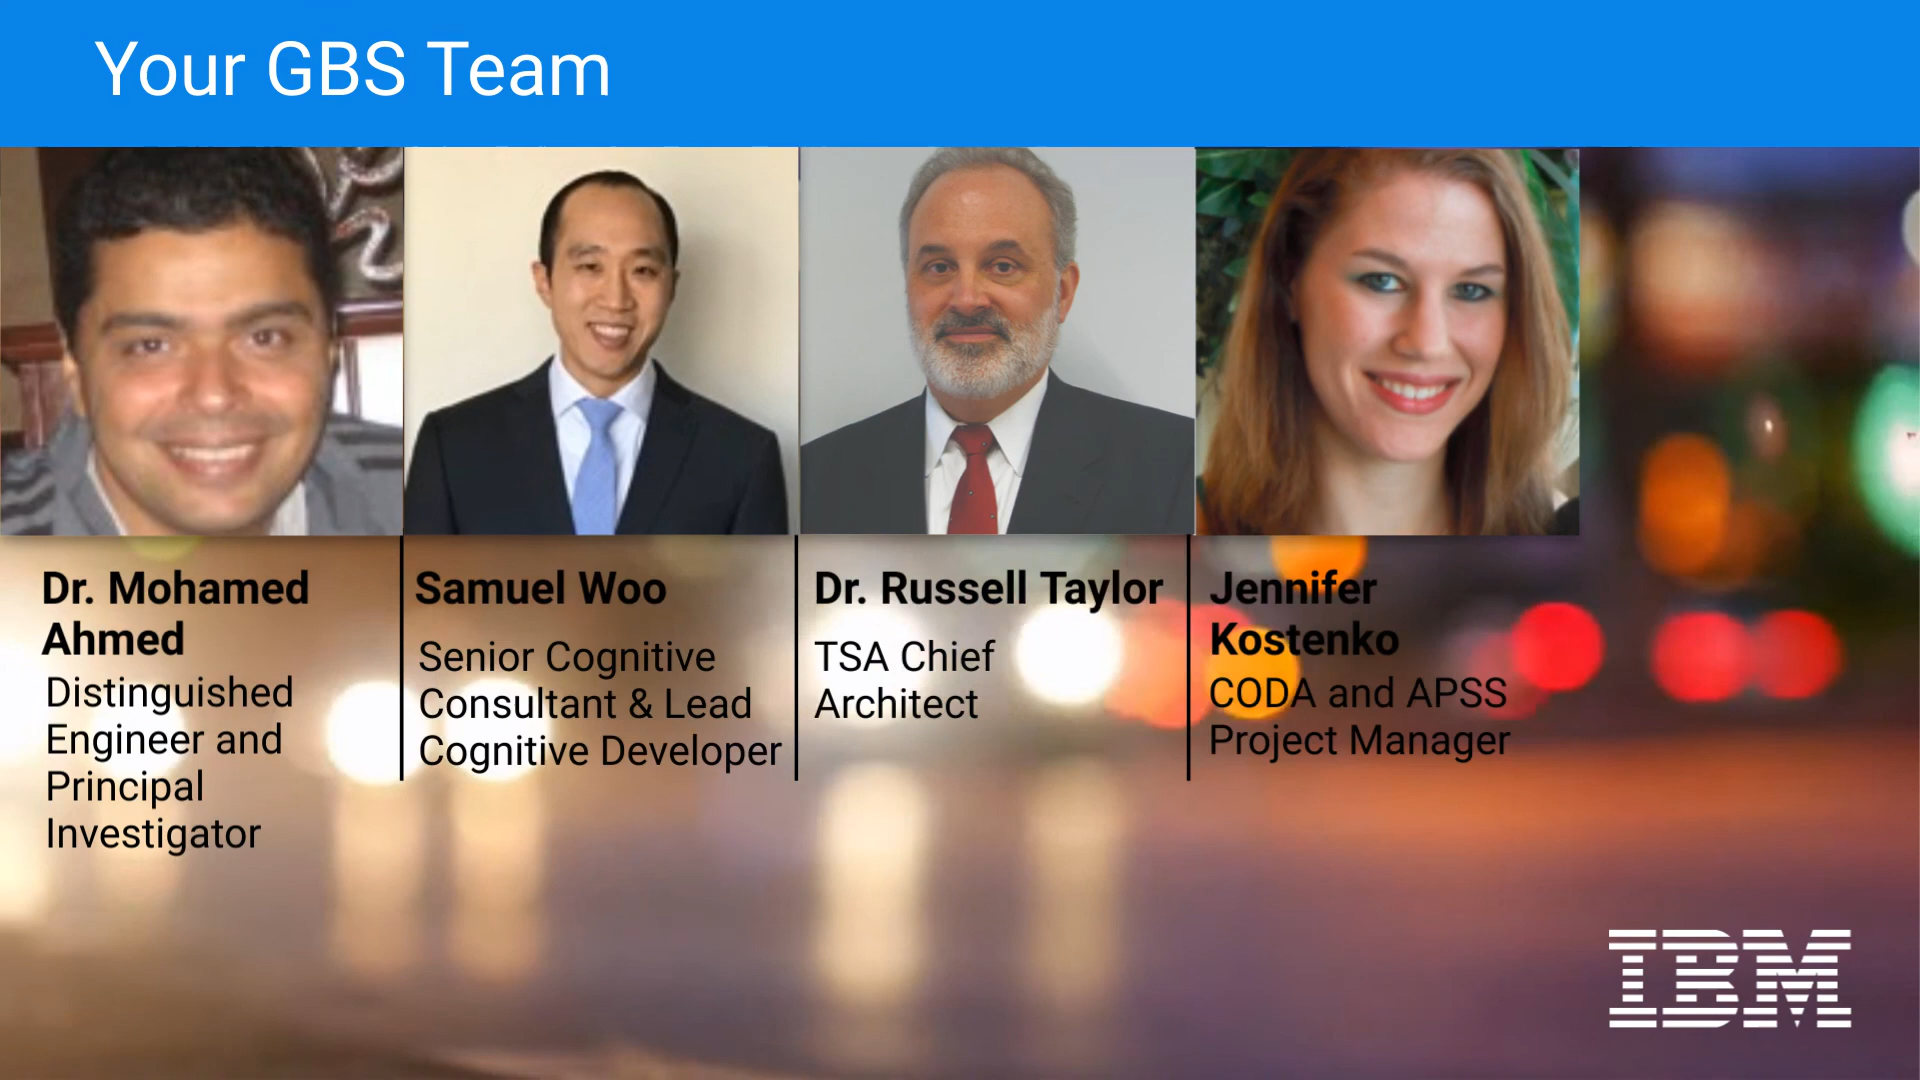 Your GBS Team
Dr. Mohamed
Ahmed
Distinguished
Engineer and
Principal
Investigator
Samuel Woo
Senior Cognitive
Consultant & Lead
Cognitive Developer
Dr. Russell Taylor
TSA Chief
Architect
Jennifer
Kostenko
CODA and APSS
Project Manager
IBM